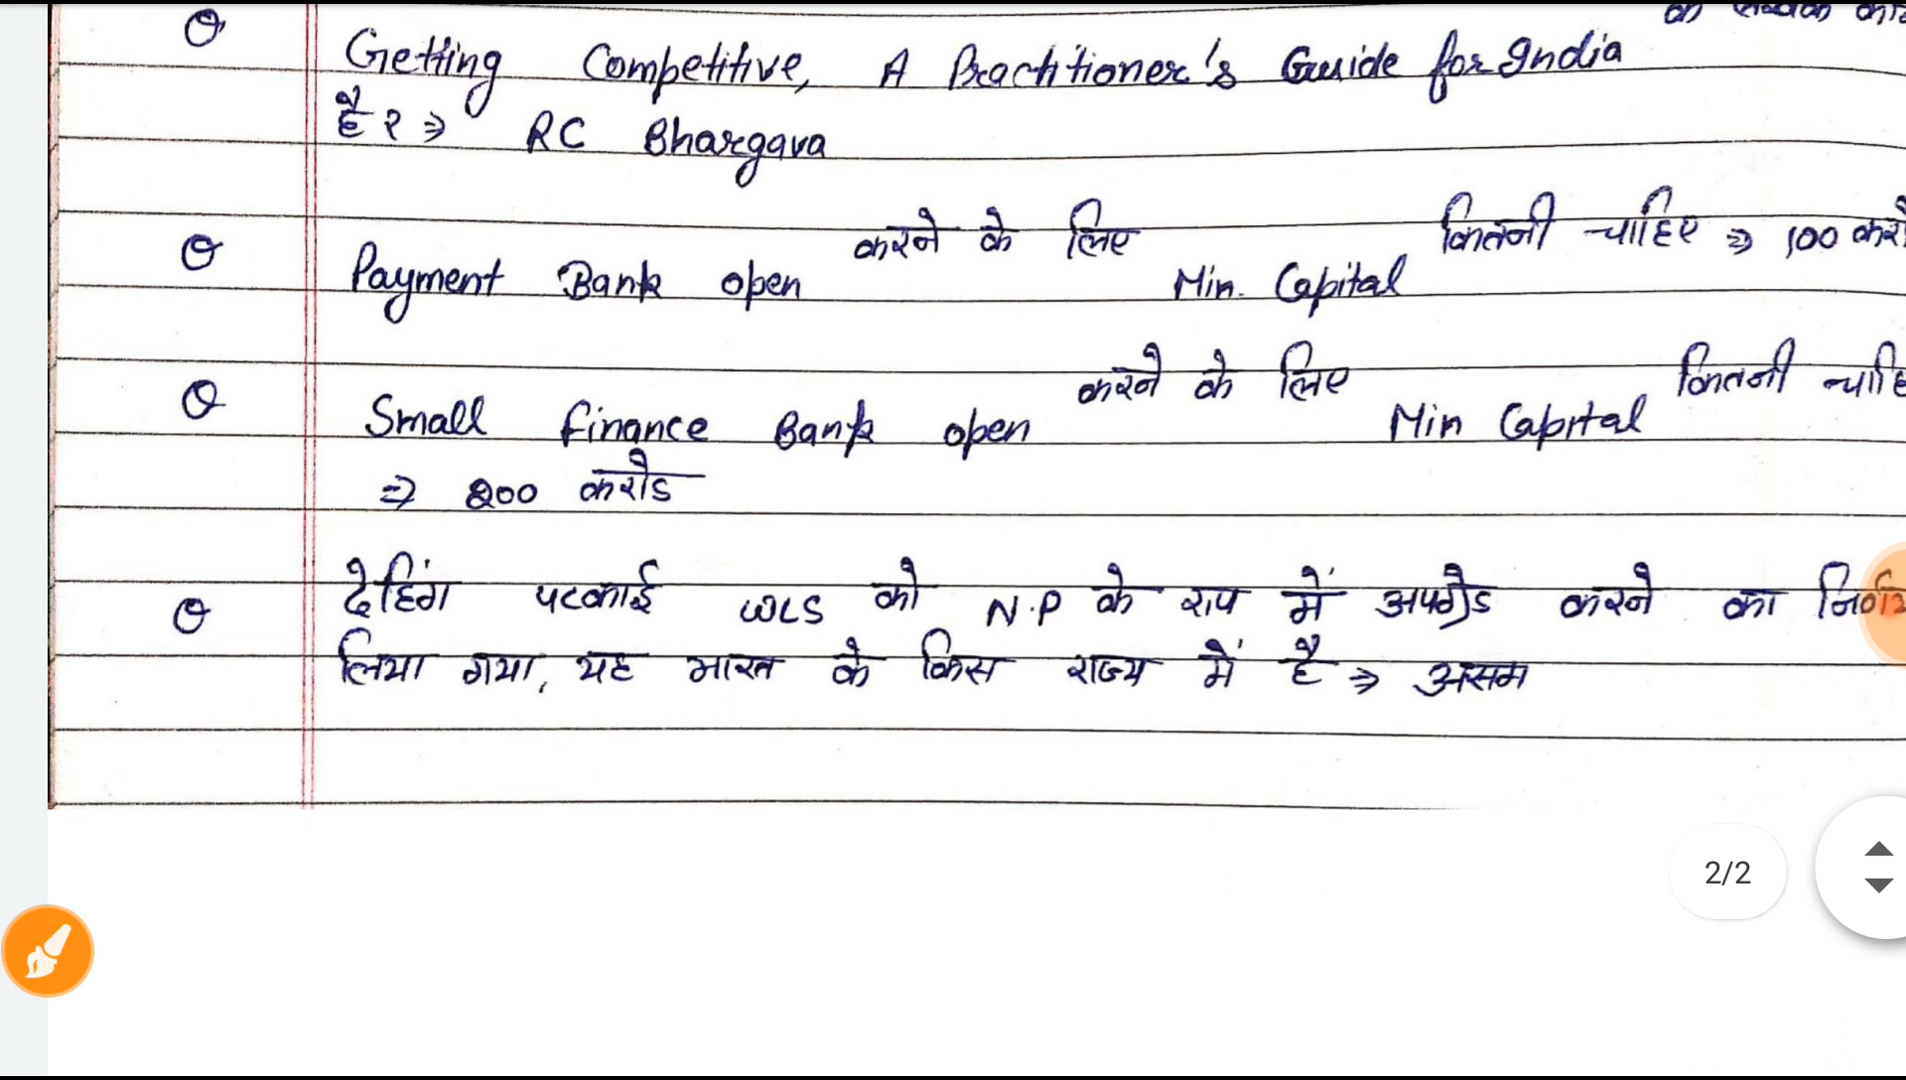 Q Getting Competitive, A Practitioner's Guide for India
है ? ⇒ RC Bhargava
Q Payment Bank open करने के लिए Min. Capital कितनी चाहिए ⇒ 100
Q Small finance Bank open करने के लिए Min Capital कितनी
⇒ 200 करोड
Q देहिंग पटकाई WLS को N.P के रूप में अपग्रेड करने का
लिया गया, यह भारत के किस राज्य में है ⇒ असम
2/2